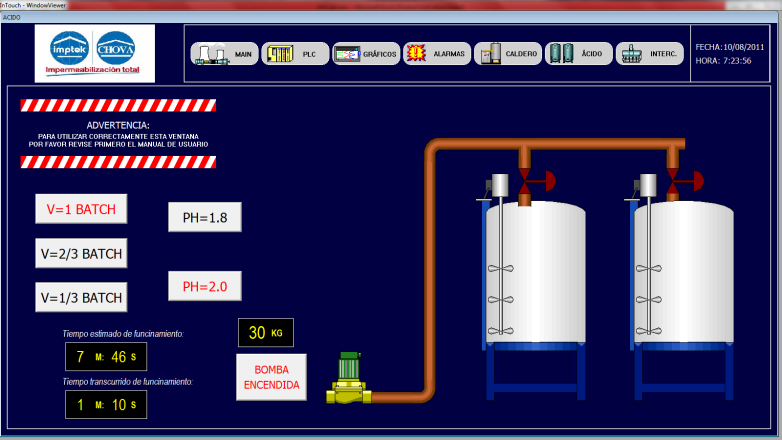 InTouch - WindowViewer
ACIDO
imptek CHOVA
Impermeabilización total
MAIN
PLC
GRÁFICOS
ALARMAS
CALDERO
ÁCIDO
INTERC.
FECHA: 10/08/2011
HORA: 7:23:56
ADVERTENCIA:
PARA UTILIZAR CORRECTAMENTE ESTA VENTANA
POR FAVOR REVISE PRIMERO EL MANUAL DE USUARIO
V=1 BATCH
PH=1.8
V=2/3 BATCH
PH=2.0
V=1/3 BATCH
Tiempo estimado de funcinamiento:
7 M: 46 S
Tiempo transcurrido de funcinamiento:
1 M: 10 S
30 KG
BOMBA
ENCENDIDA